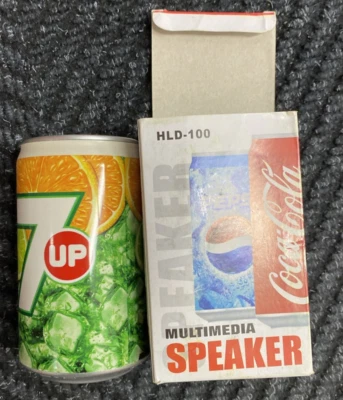 7
UP
HLD-100
SPEAKER
Coca-Cola
MULTIMEDIA
SPEAKER